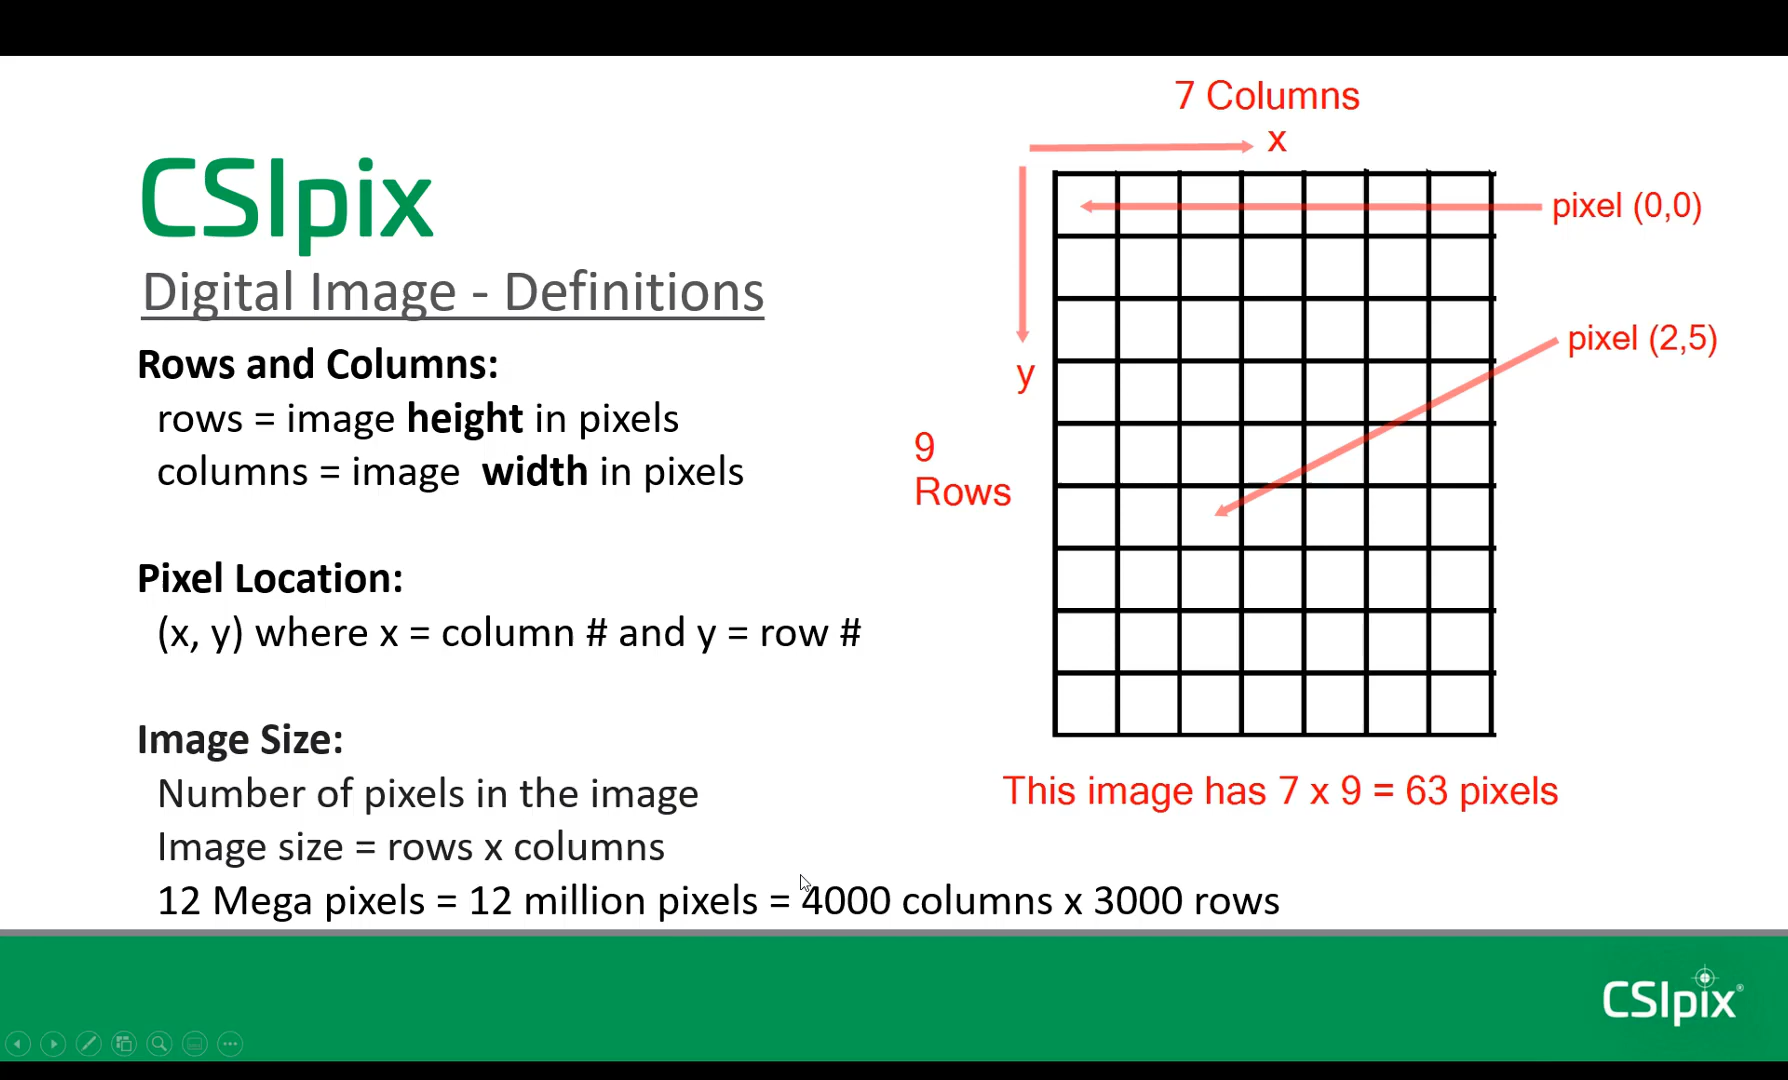 CSIpix
Digital Image - Definitions
Rows and Columns:
rows = image height in pixels
columns = image width in pixels
Pixel Location:
(x, y) where x = column # and y = row #
Image Size:
Number of pixels in the image
Image size = rows x columns
12 Mega pixels = 12 million pixels = 4000 columns x 3000 rows
7 Columns
x
y
9
Rows
pixel (0,0)
pixel (2,5)
This image has 7 x 9 = 63 pixels
CSIpix®